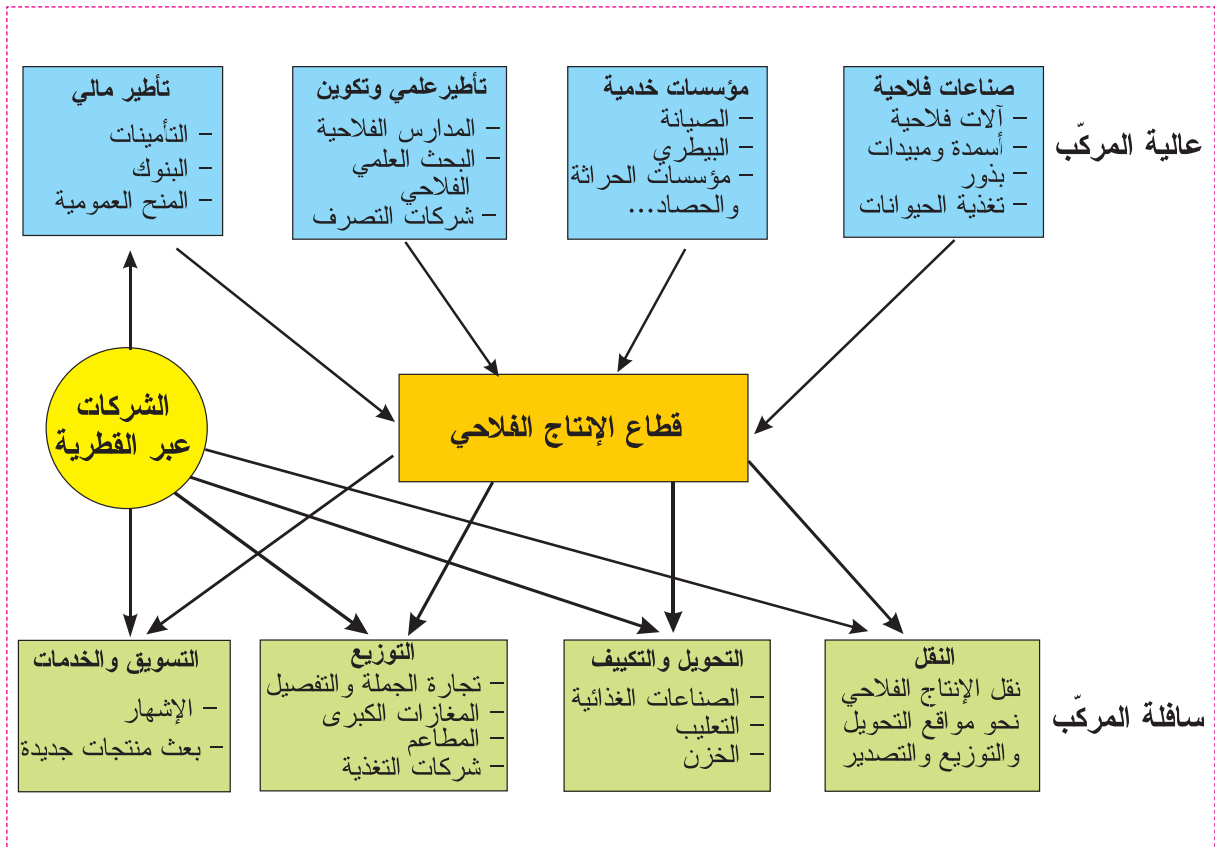 عالية المركّب
صناعات فلاحية
– آلات فلاحية
– أسمدة ومبيدات
– بذور
– تغذية الحيوانات
مؤسسات خدمية
– الصيانة
– البيطري
– مؤسسات الحراثة
والحصاد...
تأطير علمي وتكوين
– المدارس الفلاحية
– البحث العلمي
الفلاحي
– شركات التصرف
تأطير مالي
– التأمينات
– البنوك
– المنح العمومية
قطاع الإنتاج الفلاحي
الشركات
عبر القطرية
سافلة المركّب
النقل
نقل الإنتاج الفلاحي
نحو مواقع التحويل
والتوزيع والتصدير
التحويل والتكييف
– الصناعات الغذائية
– التعليب
– الخزن
التوزيع
– تجارة الجملة والتفصيل
– المغازات الكبرى
– المطاعم
– شركات التغذية
التسويق والخدمات
– الإشهار
– بعث منتجات جديدة